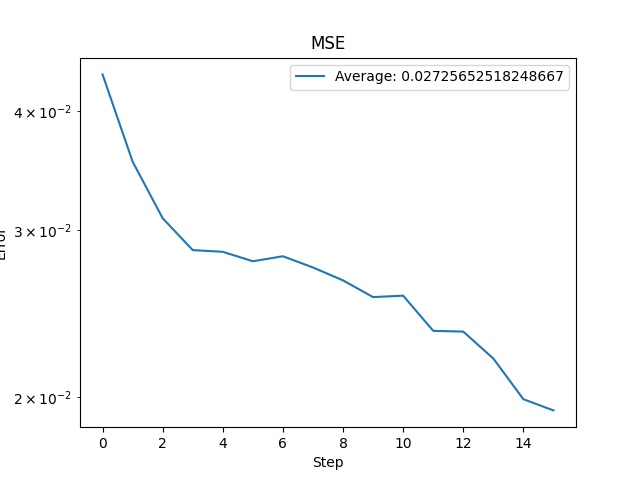 MSE
Average: 0.02725652518248667
4 × 10⁻²
3 × 10⁻²
2 × 10⁻²
Error
0 2 4 6 8 10 12 14
Step